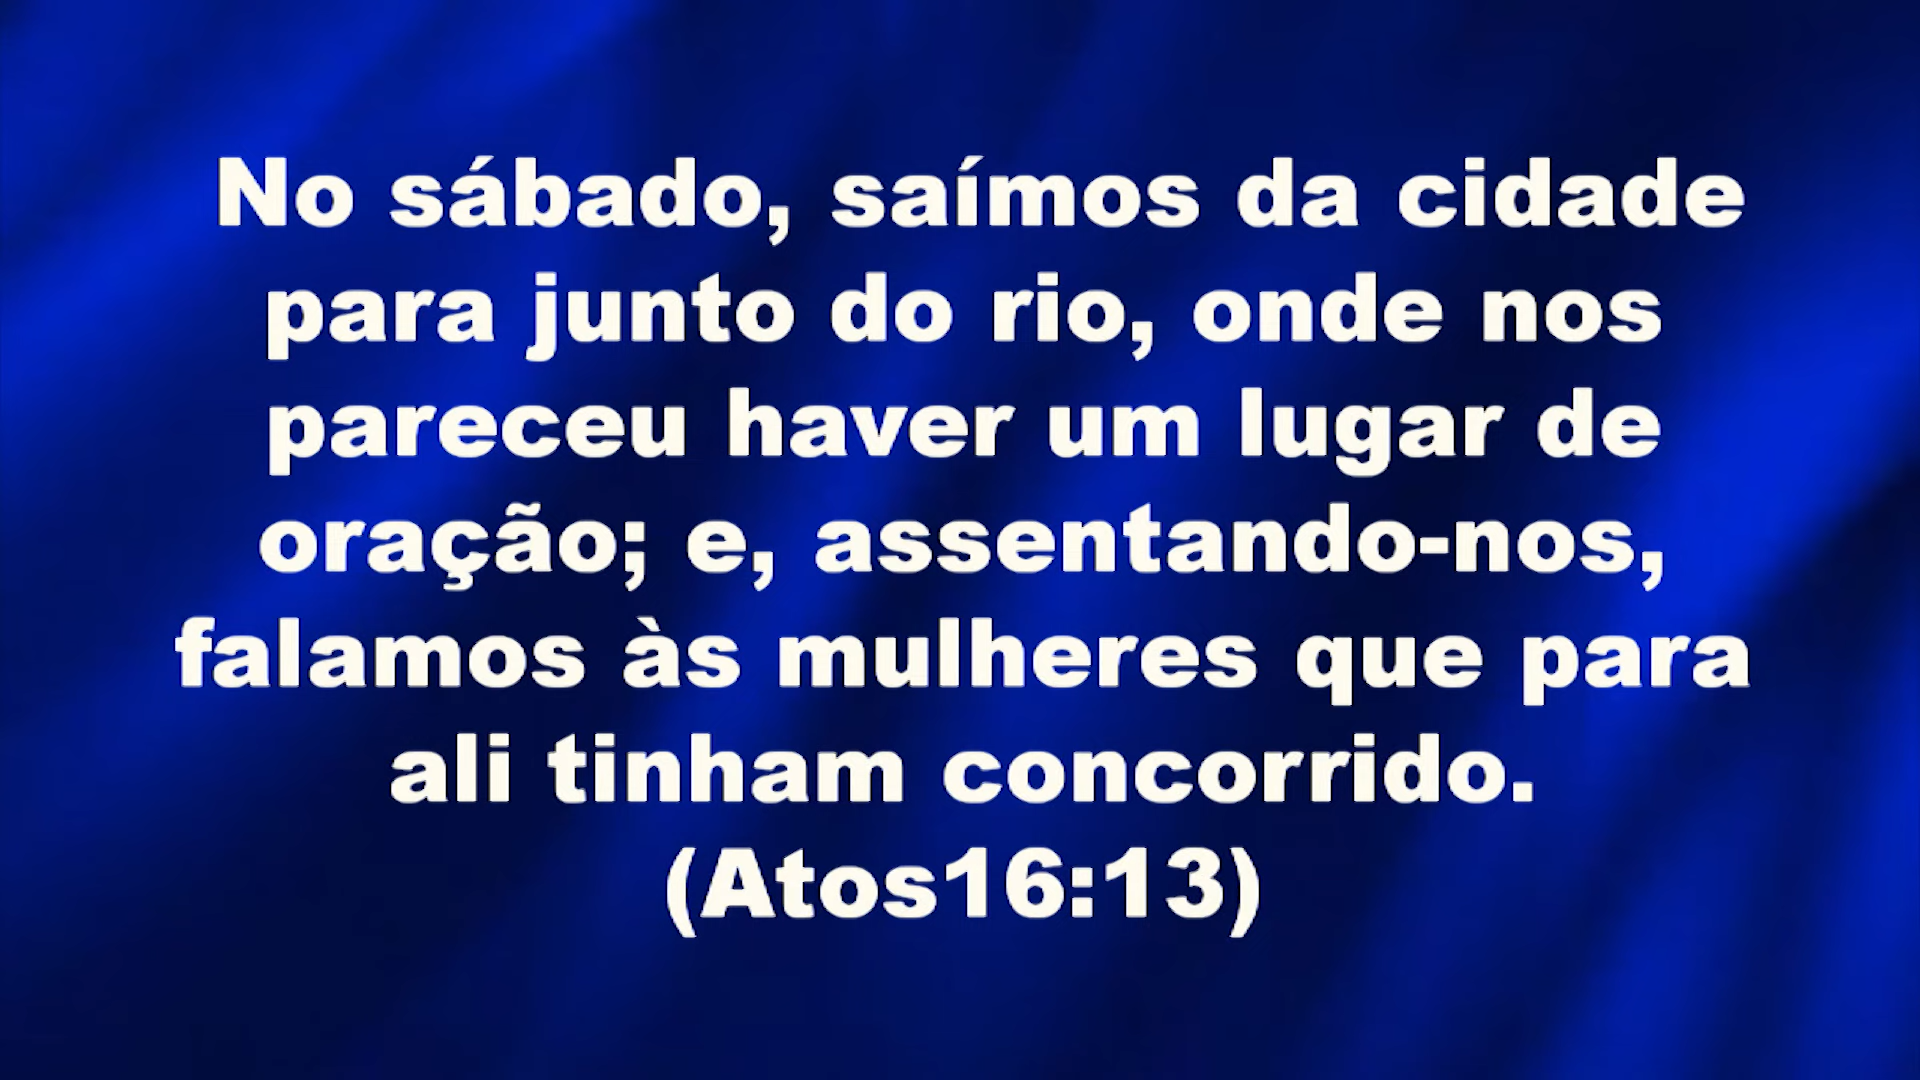 No sábado, saímos da cidade
para junto do rio, onde nos
pareceu haver um lugar de
oração; e, assentando-nos,
falamos às mulheres que para
ali tinham concorrido.
(Atos16:13)